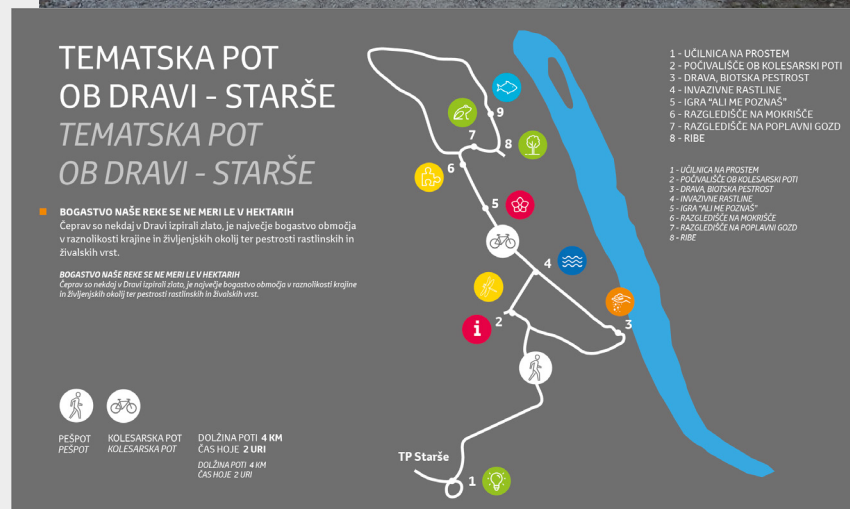 TEMATSKA POT
OB DRAVI - STARŠE
TEMATSKA POT
OB DRAVI - STARŠE
BOGASTVO NAŠE REKE SE NE MERI LE V HEKTARIH
Čeprav so nekdaj v Dravi izpirali zlato, je največje bogastvo območja
v raznolikosti krajine in življenjskih okolij ter pestrosti rastlinskih in
živalskih vrst.
BOGASTVO NAŠE REKE SE NE MERI LE V HEKTARIH
Čeprav so nekdaj v Dravi izpirali zlato, je največje bogastvo območjo v raznolikosti krajine
in življenjskih okolij ter pestrosti rastlinskih in živalskih vrst.
PEŠPOT
PEŠPOT
KOLESARSKA POT
KOLESARSKA POT
DOLŽINA POTI 4 KM
ČAS HOJE 2 URI
DOLŽINA POTI 4 KM
ČAS HOJE 2 URI
9
7
8
6
5
4
i
2
3
TP Starše
1
1 - UČILNICA NA PROSTEM
2 - POČIVALIŠČE OB KOLESARSKI POTI
3 - DRAVA, BIOTSKA PESTROST
4 - INVAZIVNE RASTLINE
5 - IGRA "ALI ME POZNAŠ"
6 - RAZGLEDIŠČE NA MOKRIŠČE
7 - RAZGLEDIŠČE NA POPLAVNI GOZD
8 - RIBE
1 - UČILNICA NA PROSTEM
2 - POČIVALIŠČE OB KOLESARSKI POTI
3 - DRAVA, BIOTSKA PESTROST
4 - INVAZIVNE RASTLINE
5 - IGRA "ALI ME POZNAŠ"
6 - RAZGLEDIŠČE NA MOKRIŠČE
7 - RAZGLEDIŠČE NA POPLAVNI GOZD
8 - RIBE